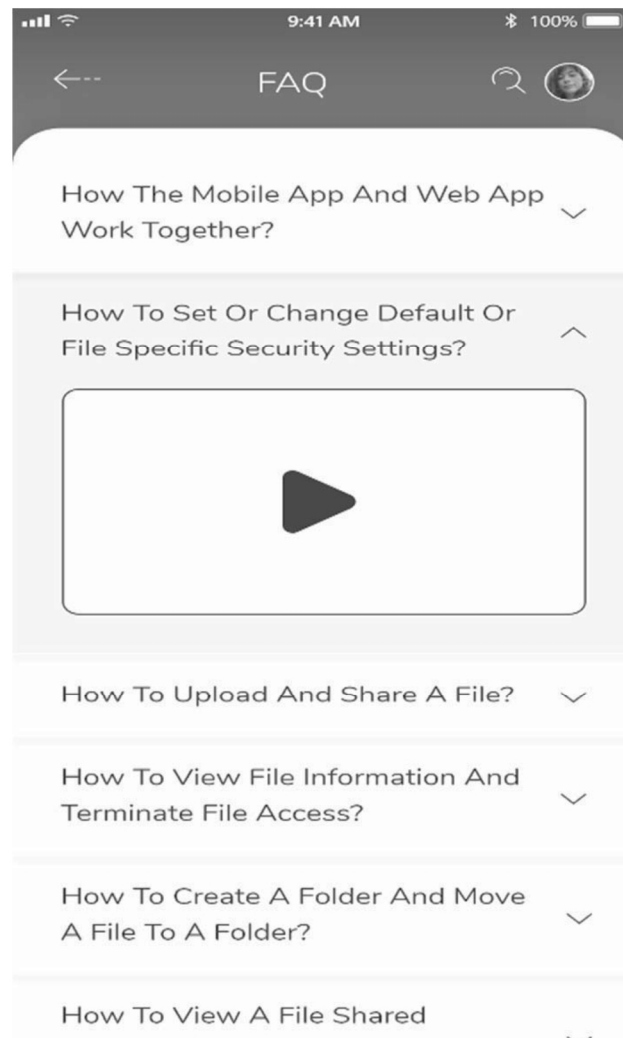 9:41 AM
100%
FAQ
How The Mobile App And Web App
Work Together?
How To Set Or Change Default Or
File Specific Security Settings?
How To Upload And Share A File?
How To View File Information And
Terminate File Access?
How To Create A Folder And Move
A File To A Folder?
How To View A File Shared